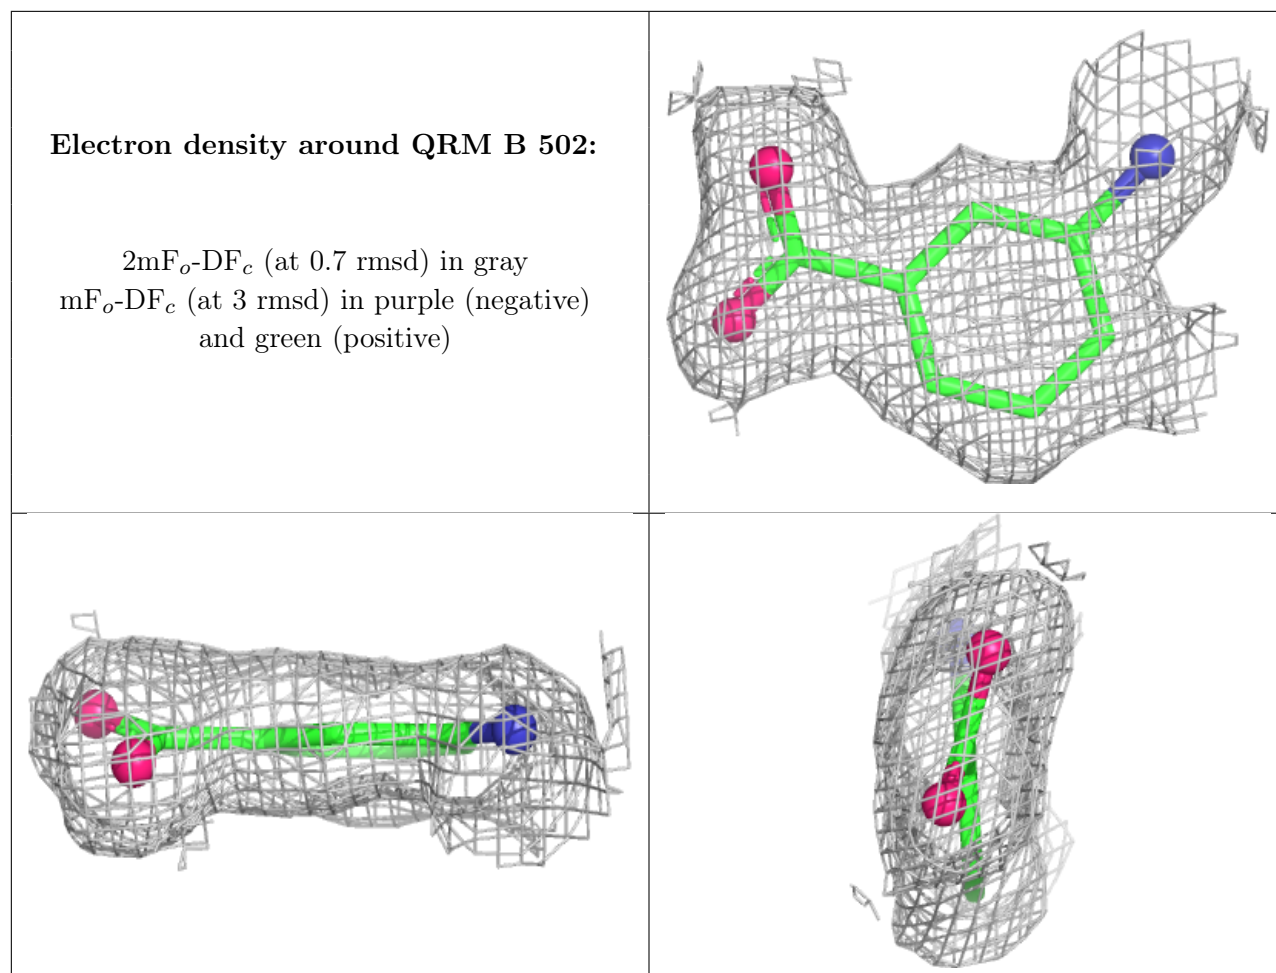 Electron density around QRM B 502:
2mFo-DFc (at 0.7 rmsd) in gray
mFo-DFc (at 3 rmsd) in purple (negative)
and green (positive)